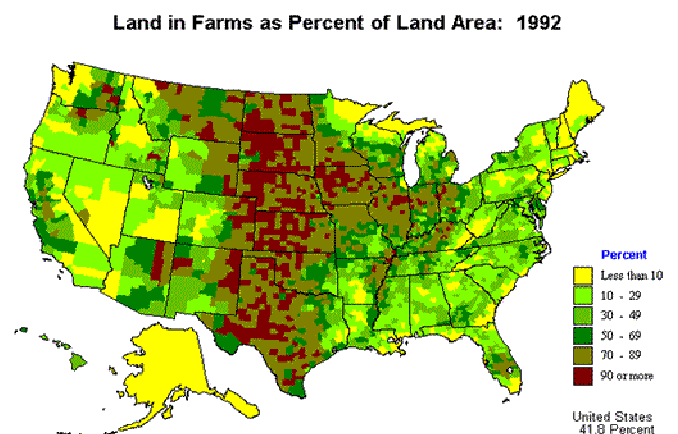 Land in Farms as Percent of Land Area: 1992
Percent
Less than 10
10 - 29
30 - 49
50 - 69
70 - 89
90 or more
United States
41.8 Percent